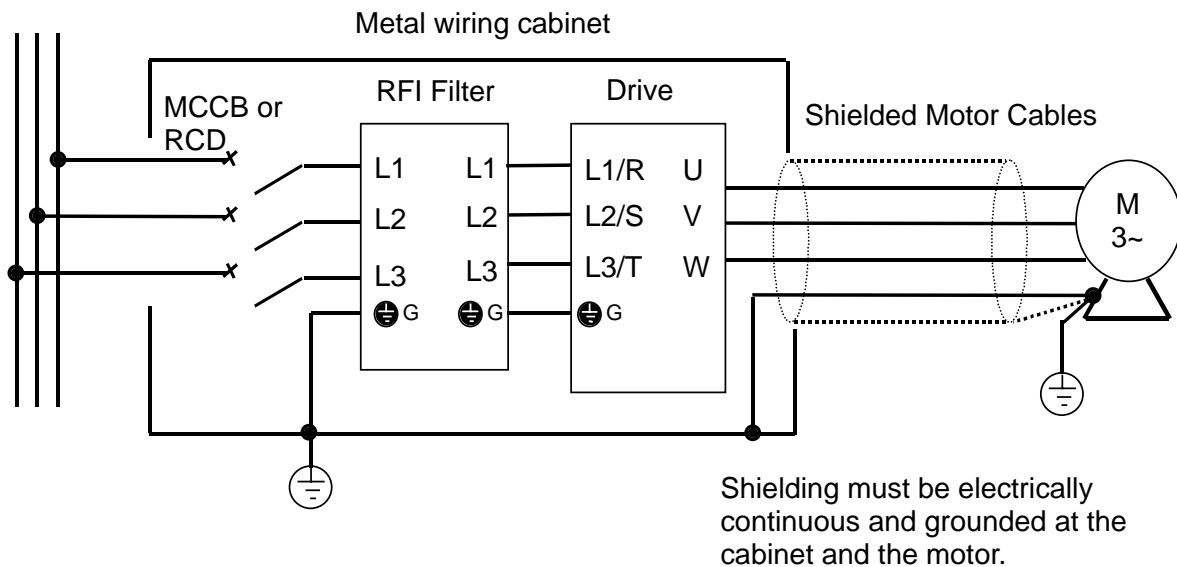 Metal wiring cabinet
MCCB or
RCD
RFI Filter
Drive
Shielded Motor Cables
L1 L1 L1/R U
L2 L2 L2/S V
L3 L3 L3/T W
G G G
M
3~
Shielding must be electrically
continuous and grounded at the
cabinet and the motor.